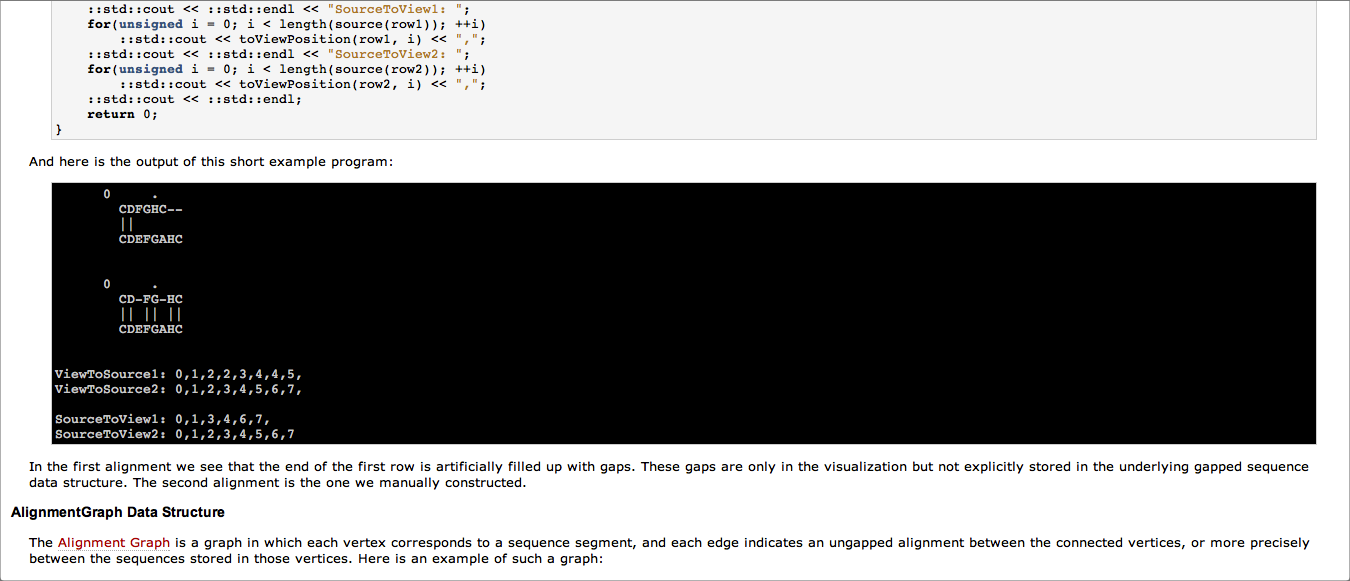 ::std::cout << ::std::endl << "SourceToView1: ";
for(unsigned i = 0; i < length(source(row1)); ++i)
::std::cout << toViewPosition(row1, i) << ",";
::std::cout << ::std::endl << "SourceToView2: ";
for(unsigned i = 0; i < length(source(row2)); ++i)
::std::cout << toViewPosition(row2, i) << ",";
::std::cout << ::std::endl;
return 0;
}
And here is the output of this short example program:
0     .
CDFGHC--
||
CDEFGAHC
0     .
CD-FG-HC
|| || ||
CDEFGAHC
ViewToSource1: 0,1,2,2,3,4,4,5,
ViewToSource2: 0,1,2,3,4,5,6,7,
SourceToView1: 0,1,3,4,6,7,
SourceToView2: 0,1,2,3,4,5,6,7
In the first alignment we see that the end of the first row is artificially filled up with gaps. These gaps are only in the visualization but not explicitly stored in the underlying gapped sequence
data structure. The second alignment is the one we manually constructed.
AlignmentGraph Data Structure
The Alignment Graph is a graph in which each vertex corresponds to a sequence segment, and each edge indicates an ungapped alignment between the connected vertices, or more precisely
between the sequences stored in those vertices. Here is an example of such a graph: